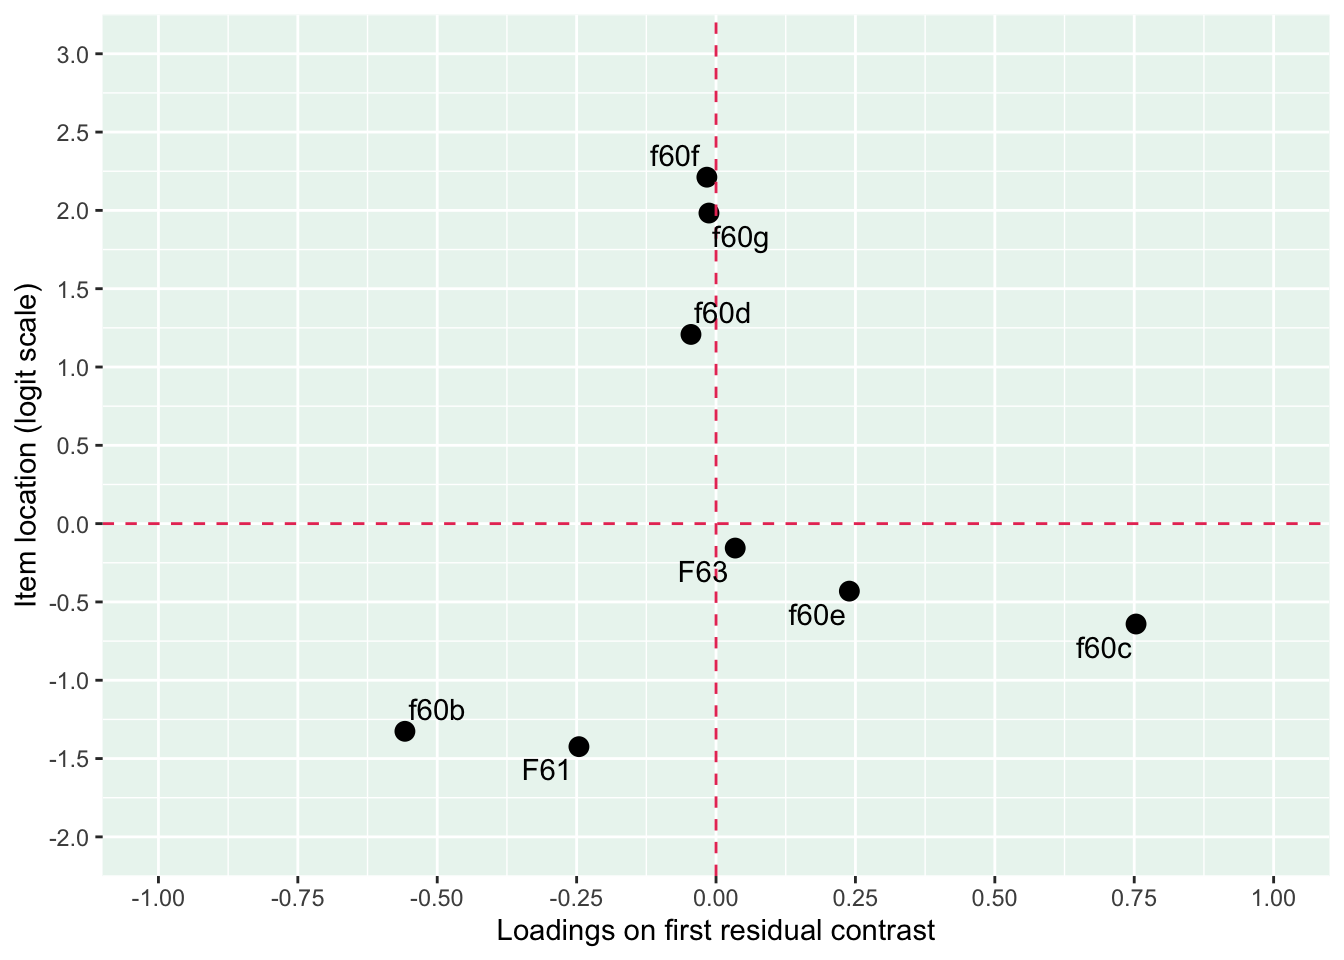 3.0
2.5
2.0
1.5
1.0
0.5
0.0
-0.5
-1.0
-1.5
-2.0
Item location (logit scale)
f60f
f60g
f60d
F63
f60e
f60c
f60b
F61
-1.00 -0.75 -0.50 -0.25 0.00 0.25 0.50 0.75 1.00
Loadings on first residual contrast